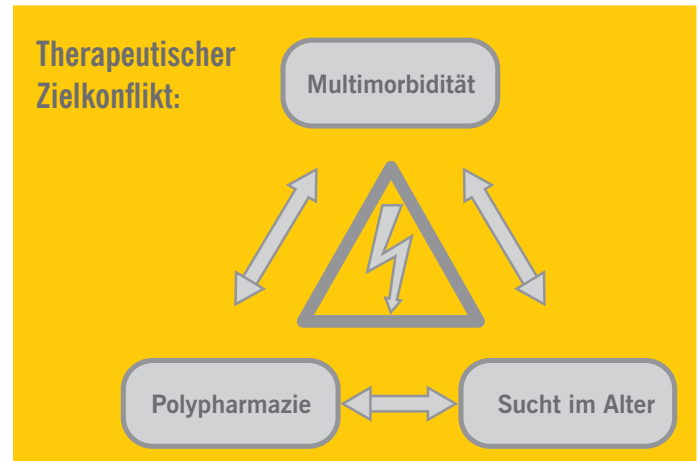 Therapeutischer
Zielkonflikt:
Multimorbidität
Polypharmazie
Sucht im Alter